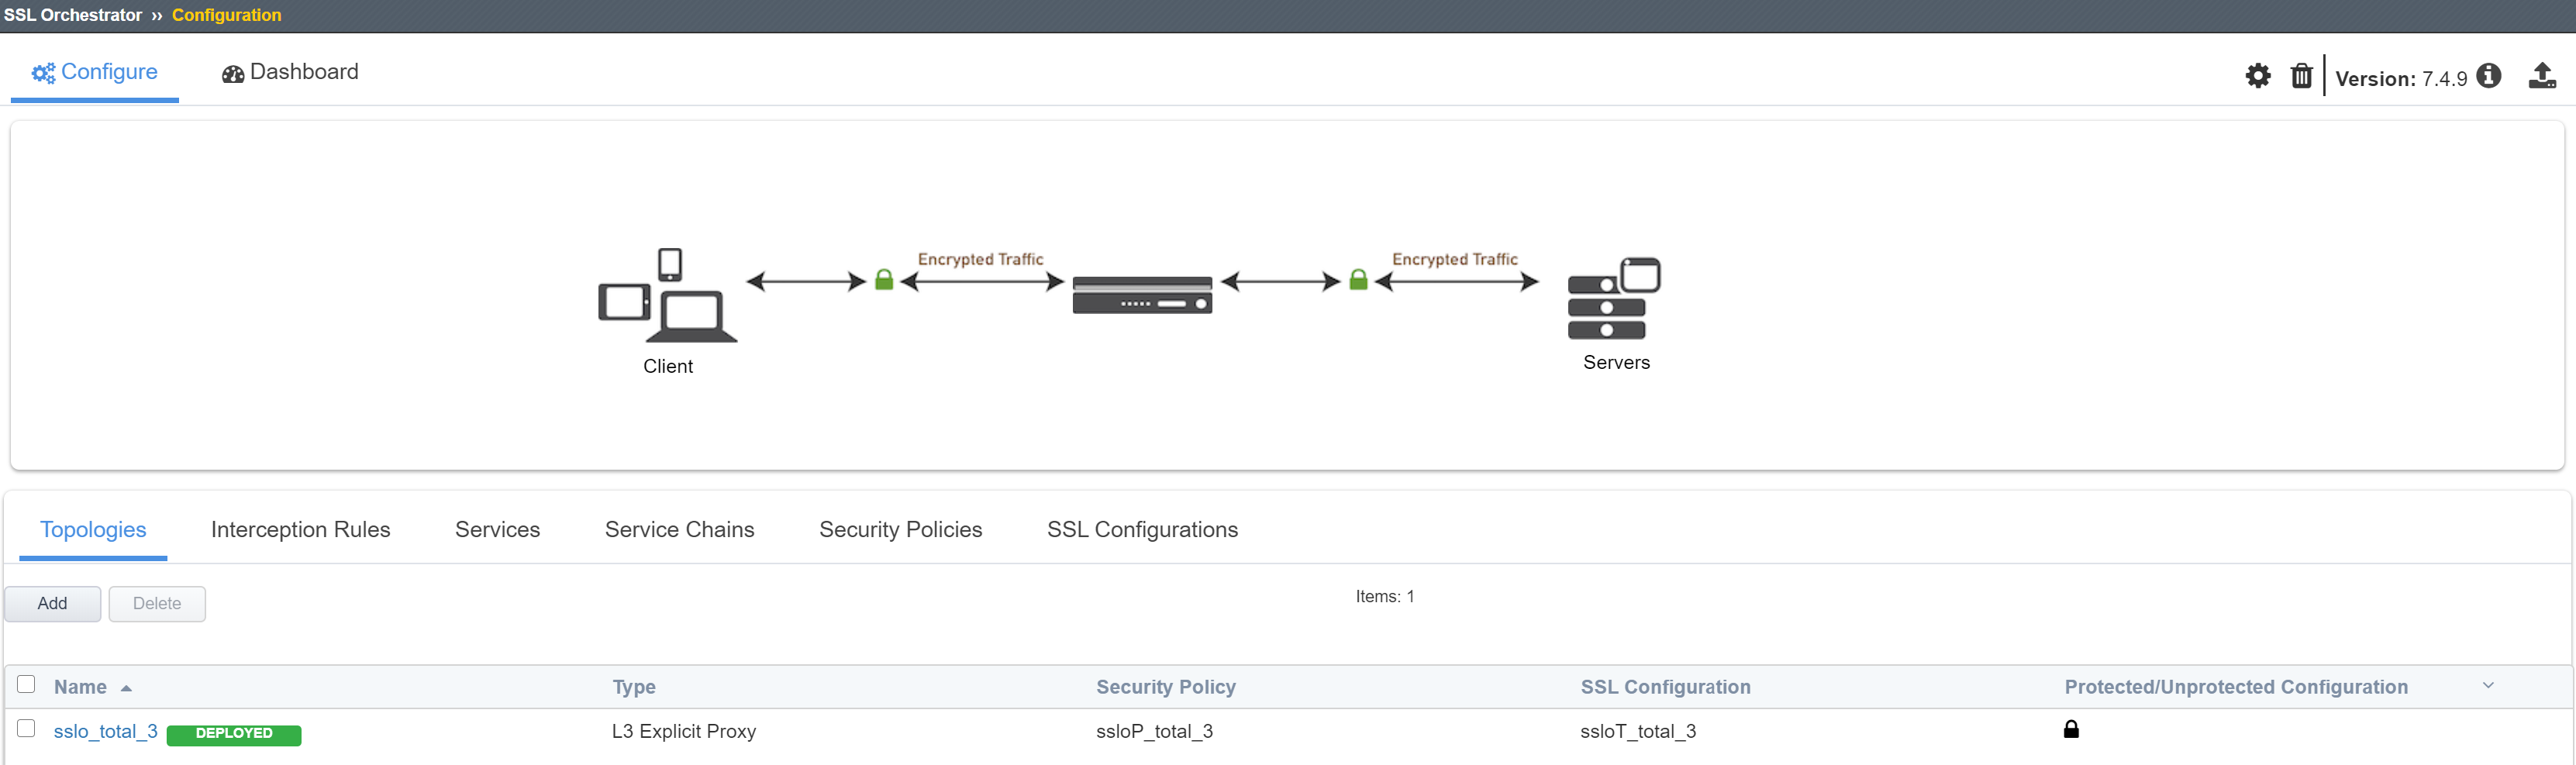 SSL Orchestrator ›› Configuration
Configure Dashboard
Version: 7.4.9
Encrypted Traffic Encrypted Traffic
Client Servers
Topologies Interception Rules Services Service Chains Security Policies SSL Configurations
Add Delete Items: 1
Name Type Security Policy SSL Configuration Protected/Unprotected Configuration
sslo_total_3 DEPLOYED L3 Explicit Proxy ssloP_total_3 ssloT_total_3